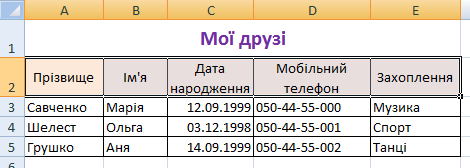 A B C D E
1 Мої друзі
2 Прізвище Ім'я Дата народження Мобільний телефон Захоплення
3 Савченко Марія 12.09.1999 050-44-55-000 Музика
4 Шелест Ольга 03.12.1998 050-44-55-001 Спорт
5 Грушко Аня 14.09.1999 050-44-55-002 Танці
6